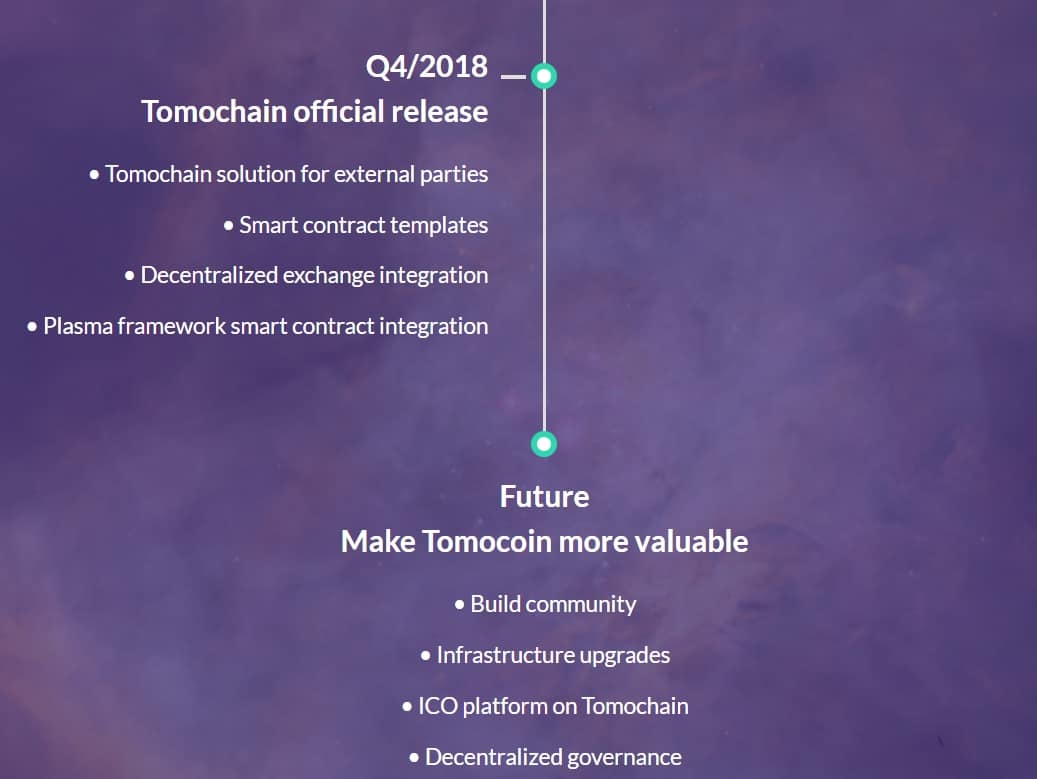 Q4/2018
Tomochain official release
• Tomochain solution for external parties
• Smart contract templates
• Decentralized exchange integration
• Plasma framework smart contract integration
Future
Make Tomocoin more valuable
• Build community
• Infrastructure upgrades
• ICO platform on Tomochain
• Decentralized governance